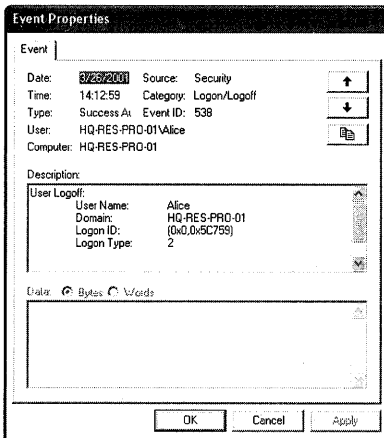 Event Properties
Event
Date: 3/26/2001 Source: Security
Time: 14:12:59 Category: Logon/Logoff
Type: Success Au Event ID: 538
User: HQ-RES-PRO-01\Alice
Computer: HQ-RES-PRO-01
Description:
User Logoff:
User Name: Alice
Domain: HQ-RES-PRO-01
Logon ID: (0x0,0x5C759)
Logon Type: 2
Data: Bytes Words
OK Cancel Apply